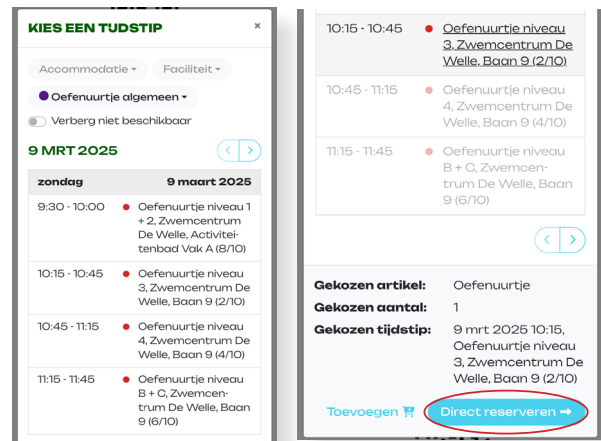 KIES EEN TIJDSTIP ×
Accommodatie Faciliteit
Oefenuurtje algemeen
Verberg niet beschikbaar
9 MRT 2025
zondag 9 maart 2025
9:30 - 10:00 Oefenuurtje niveau 1
+ 2, Zwemcentrum
De Welle, Activitei-
tenbad Vak A (8/10)
10:15 - 10:45 Oefenuurtje niveau
3, Zwemcentrum De
Welle, Baan 9 (2/10)
10:45 - 11:15 Oefenuurtje niveau
4, Zwemcentrum De
Welle, Baan 9 (4/10)
11:15 - 11:45 Oefenuurtje niveau
B + C, Zwemcen-
trum De Welle, Baan
9 (6/10)
10:15 - 10:45 Oefenuurtje niveau
3, Zwemcentrum De
Welle, Baan 9 (2/10)
10:45 - 11:15 Oefenuurtje niveau
4, Zwemcentrum De
Welle, Baan 9 (4/10)
11:15 - 11:45 Oefenuurtje niveau
B + C, Zwemcen-
trum De Welle, Baan
9 (6/10)
Gekozen artikel: Oefenuurtje
Gekozen aantal: 1
Gekozen tijdstip: 9 mrt 2025 10:15,
Oefenuurtje niveau
3, Zwemcentrum De
Welle, Baan 9 (2/10)
Toevoegen Direct reserveren